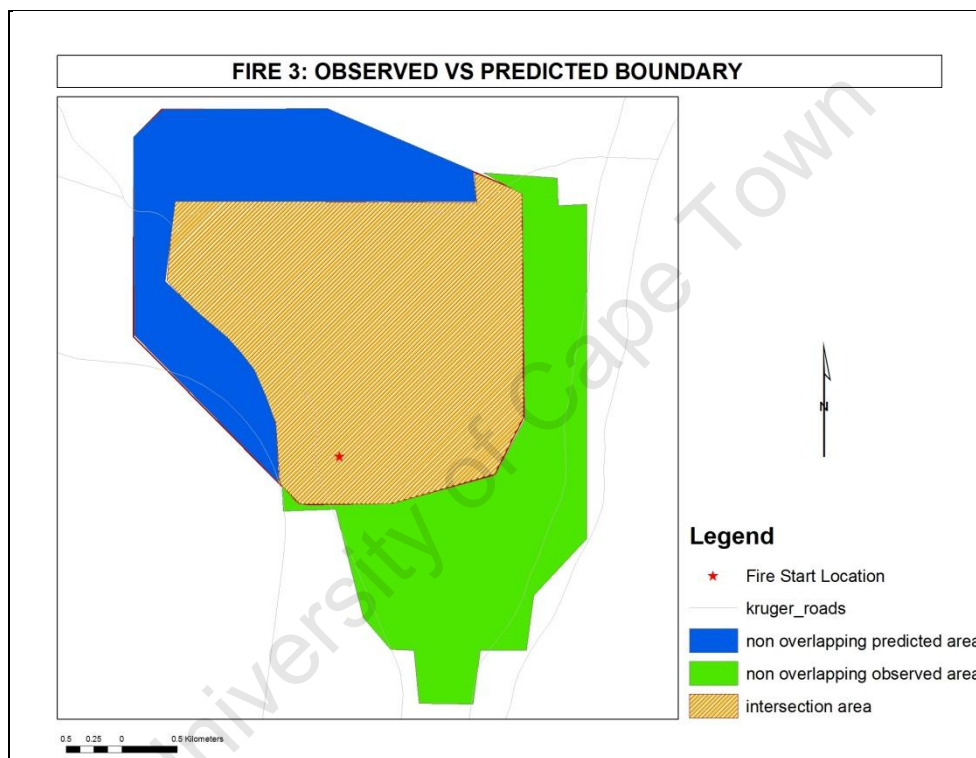 FIRE 3: OBSERVED VS PREDICTED BOUNDARY
N
Legend
Fire Start Location
kruger_roads
non overlapping predicted area
non overlapping observed area
intersection area
0.5 0.25 0 0.5 Kilometers
University of Cape Town